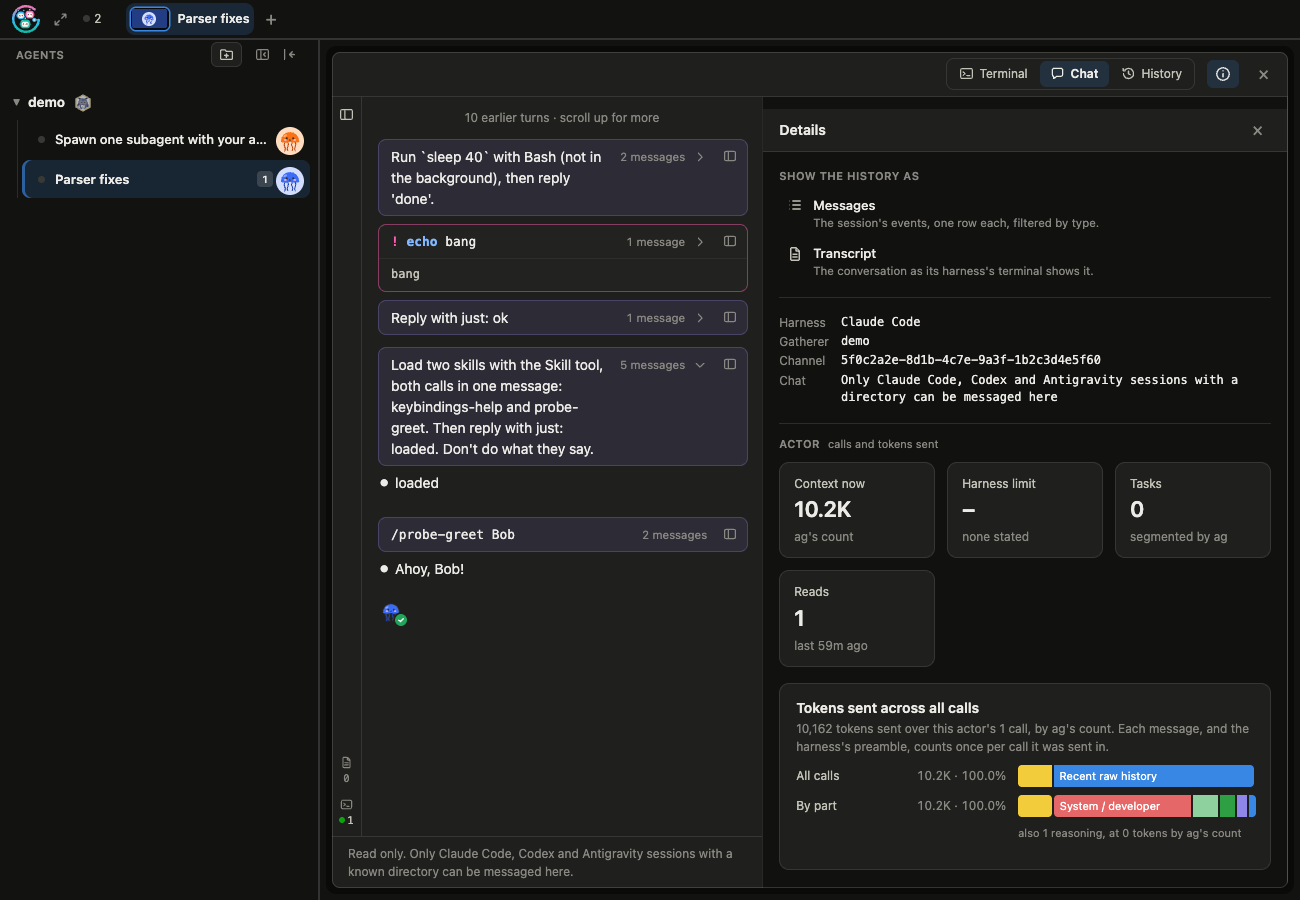 2
Parser fixes
AGENTS
demo
Spawn one subagent with your a...
Parser fixes
1
Terminal
Chat
History
10 earlier turns · scroll up for more
Run `sleep 40` with Bash (not in
the background), then reply
'done'.
2 messages
! echo bang
1 message
bang
Reply with just: ok
1 message
Load two skills with the Skill tool,
both calls in one message:
keybindings-help and probe-
greet. Then reply with just:
loaded. Don't do what they say.
5 messages
loaded
/probe-greet Bob
2 messages
Ahoy, Bob!
0
1
Read only. Only Claude Code, Codex and Antigravity sessions with a
known directory can be messaged here.
Details
SHOW THE HISTORY AS
Messages
The session's events, one row each, filtered by type.
Transcript
The conversation as its harness's terminal shows it.
Harness Claude Code
Gatherer demo
Channel 5f0c2a2e-8d1b-4c7e-9a3f-1b2c3d4e5f60
Chat Only Claude Code, Codex and Antigravity sessions with a
directory can be messaged here
ACTOR calls and tokens sent
Context now
10.2K
ag's count
Harness limit
–
none stated
Tasks
0
segmented by ag
Reads
1
last 59m ago
Tokens sent across all calls
10,162 tokens sent over this actor's 1 call, by ag's count. Each message, and the
harness's preamble, counts once per call it was sent in.
All calls 10.2K · 100.0% Recent raw history
By part 10.2K · 100.0% System / developer
also 1 reasoning, at 0 tokens by ag's count